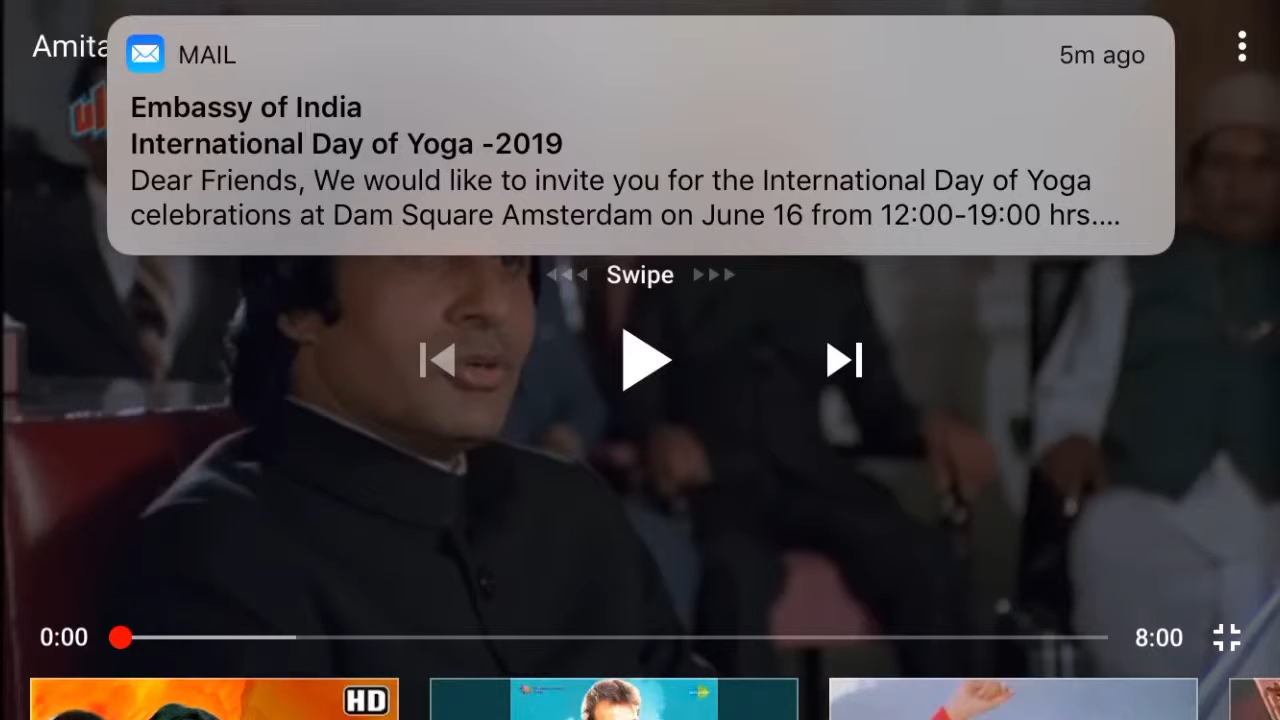 Amita
MAIL
5m ago
Embassy of India
International Day of Yoga -2019
Dear Friends, We would like to invite you for the International Day of Yoga
celebrations at Dam Square Amsterdam on June 16 from 12:00-19:00 hrs....
Swipe
0:00
8:00
HD